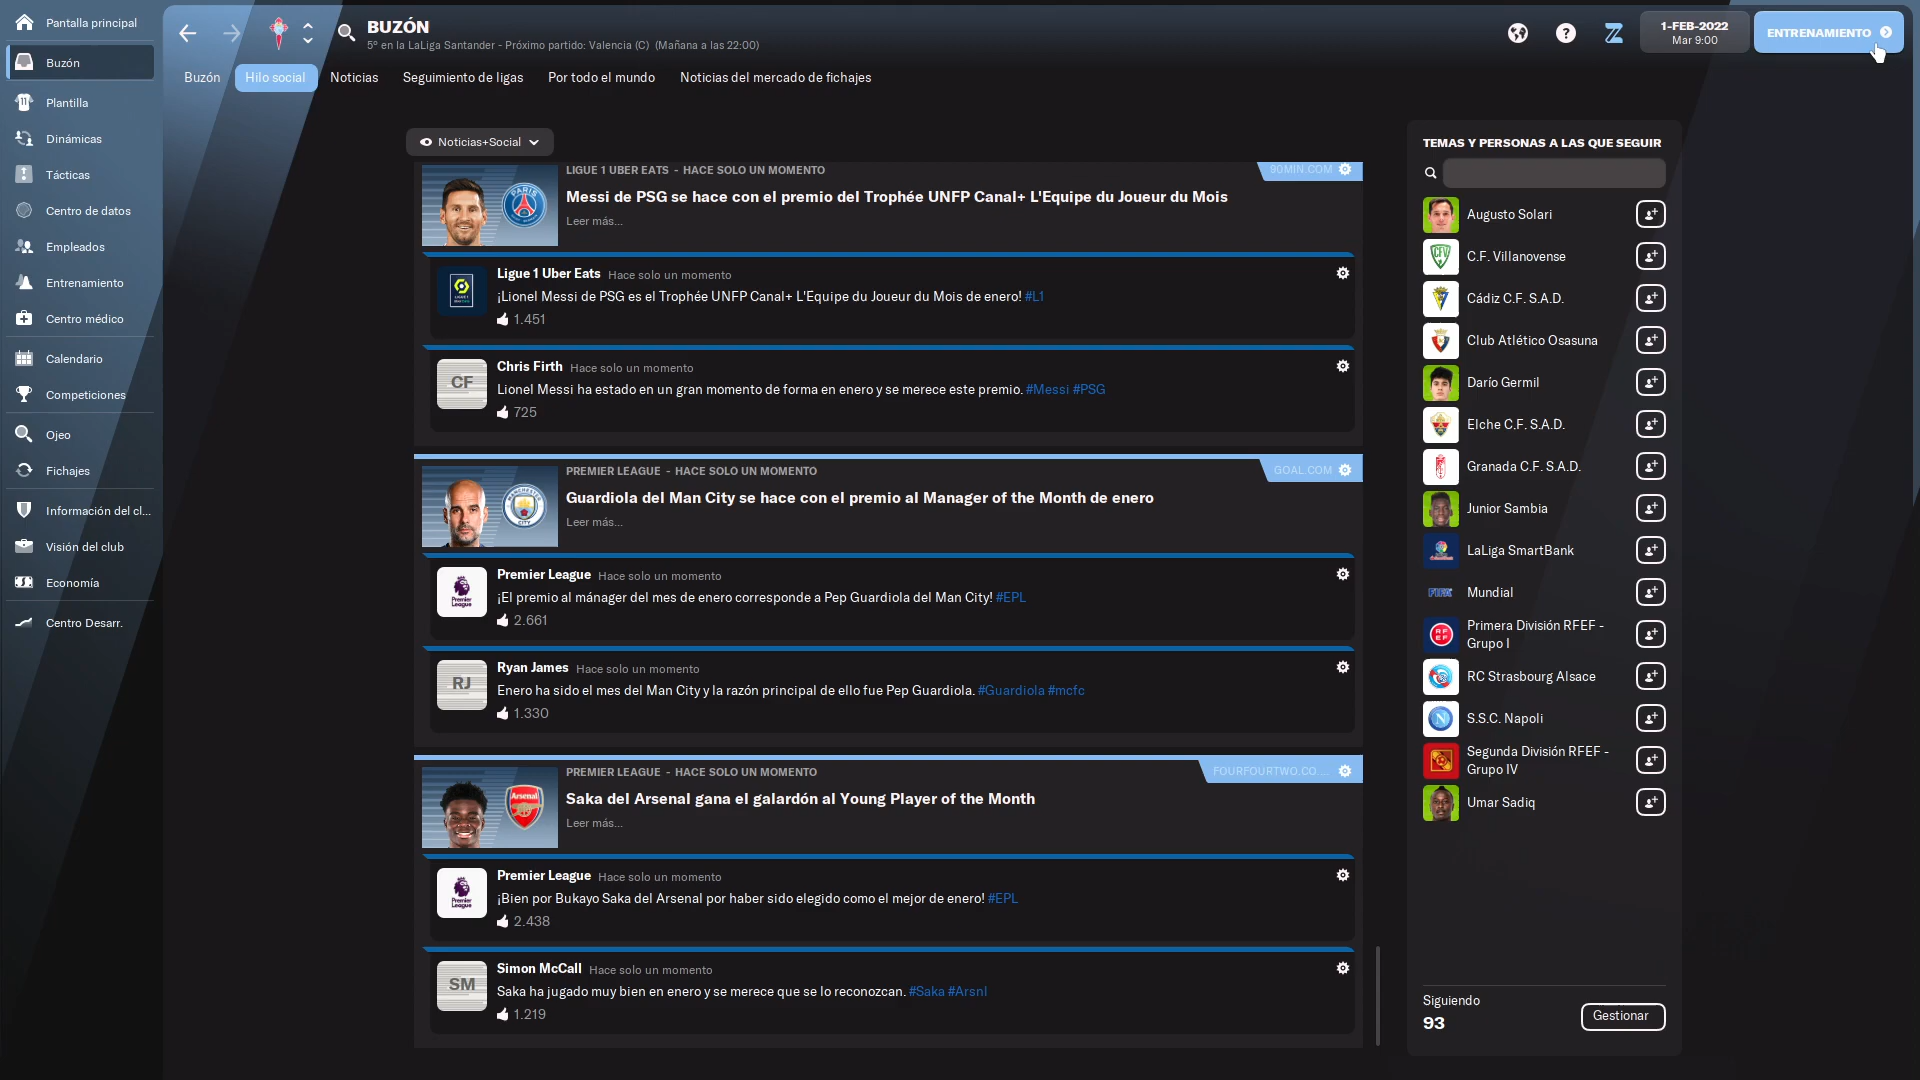 Pantalla principal
Buzón
Plantilla
Dinámicas
Tácticas
Centro de datos
Empleados
Entrenamiento
Centro médico
Calendario
Competiciones
Ojeo
Fichajes
Información del cl...
Visión del club
Economía
Centro Desarr.
BUZÓN
5º en la LaLiga Santander - Próximo partido: Valencia (C) (Mañana a las 22:00)
1-FEB-2022
Mar 9:00
ENTRENAMIENTO
Buzón
Hilo social
Noticias
Seguimiento de ligas
Por todo el mundo
Noticias del mercado de fichajes
Noticias+Social
LIGUE 1 UBER EATS - HACE SOLO UN MOMENTO
90MIN.COM
PARIS
Messi de PSG se hace con el premio del Trophée UNFP Canal+ L'Equipe du Joueur du Mois
Leer más...
Ligue 1 Uber Eats Hace solo un momento
¡Lionel Messi de PSG es el Trophée UNFP Canal+ L'Equipe du Joueur du Mois de enero! #L1
1.451
CF
Chris Firth Hace solo un momento
Lionel Messi ha estado en un gran momento de forma en enero y se merece este premio. #Messi #PSG
725
PREMIER LEAGUE - HACE SOLO UN MOMENTO
GOAL.COM
MANCHESTER
CITY
Guardiola del Man City se hace con el premio al Manager of the Month de enero
Leer más...
Premier League Hace solo un momento
¡El premio al mánager del mes de enero corresponde a Pep Guardiola del Man City! #EPL
2.661
Premier
League
RJ
Ryan James Hace solo un momento
Enero ha sido el mes del Man City y la razón principal de ello fue Pep Guardiola. #Guardiola #mcfc
1.330
PREMIER LEAGUE - HACE SOLO UN MOMENTO
FOURFOURTWO.CO....
Arsenal
Saka del Arsenal gana el galardón al Young Player of the Month
Leer más...
Premier League Hace solo un momento
¡Bien por Bukayo Saka del Arsenal por haber sido elegido como el mejor de enero! #EPL
2.438
Premier
League
SM
Simon McCall Hace solo un momento
Saka ha jugado muy bien en enero y se merece que se lo reconozcan. #Saka #Arsnl
1.219
TEMAS Y PERSONAS A LAS QUE SEGUIR
Augusto Solari
C.F. Villanovense
Cádiz C.F. S.A.D.
Club Atlético Osasuna
Darío Germil
Elche C.F. S.A.D.
Granada C.F. S.A.D.
Junior Sambia
LaLiga SmartBank
FIFA
Mundial
Primera División RFEF -
Grupo I
RC Strasbourg Alsace
S.S.C. Napoli
Segunda División RFEF -
Grupo IV
Umar Sadiq
Siguiendo
93
Gestionar